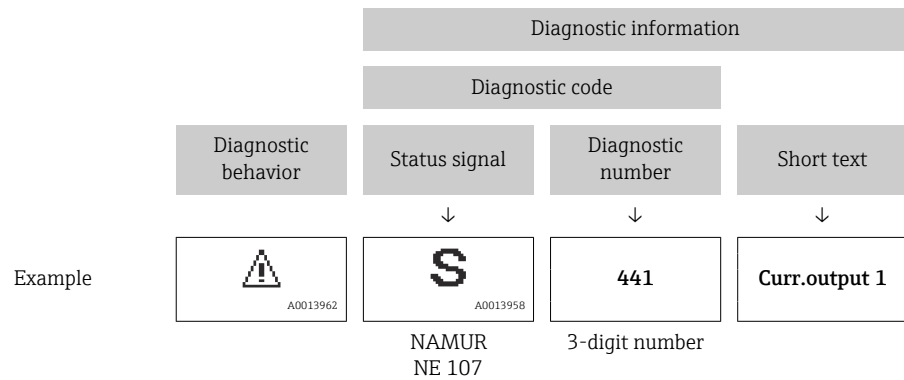 Diagnostic information
Diagnostic code
Diagnostic
behavior
Status signal
Diagnostic
number
Short text
Example
A0013962
S
A0013958
441
Curr.output 1
NAMUR
NE 107
3-digit number